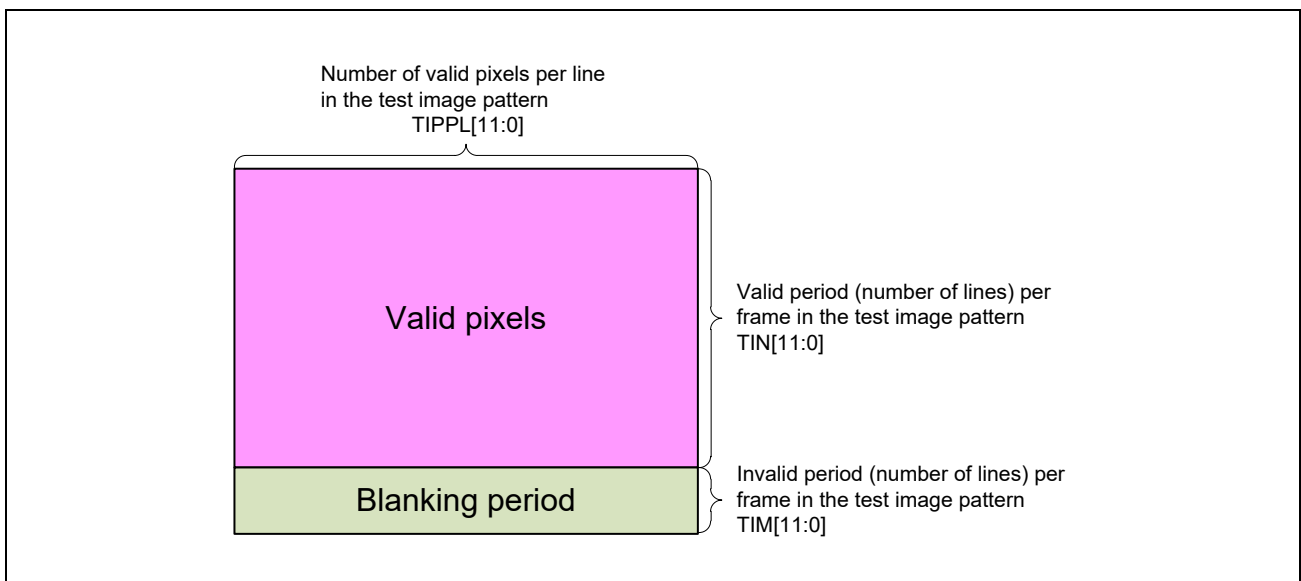 Number of valid pixels per line
in the test image pattern
TIPPL[11:0]
Valid pixels
Valid period (number of lines) per
frame in the test image pattern
TIN[11:0]
Blanking period
Invalid period (number of lines) per
frame in the test image pattern
TIM[11:0]